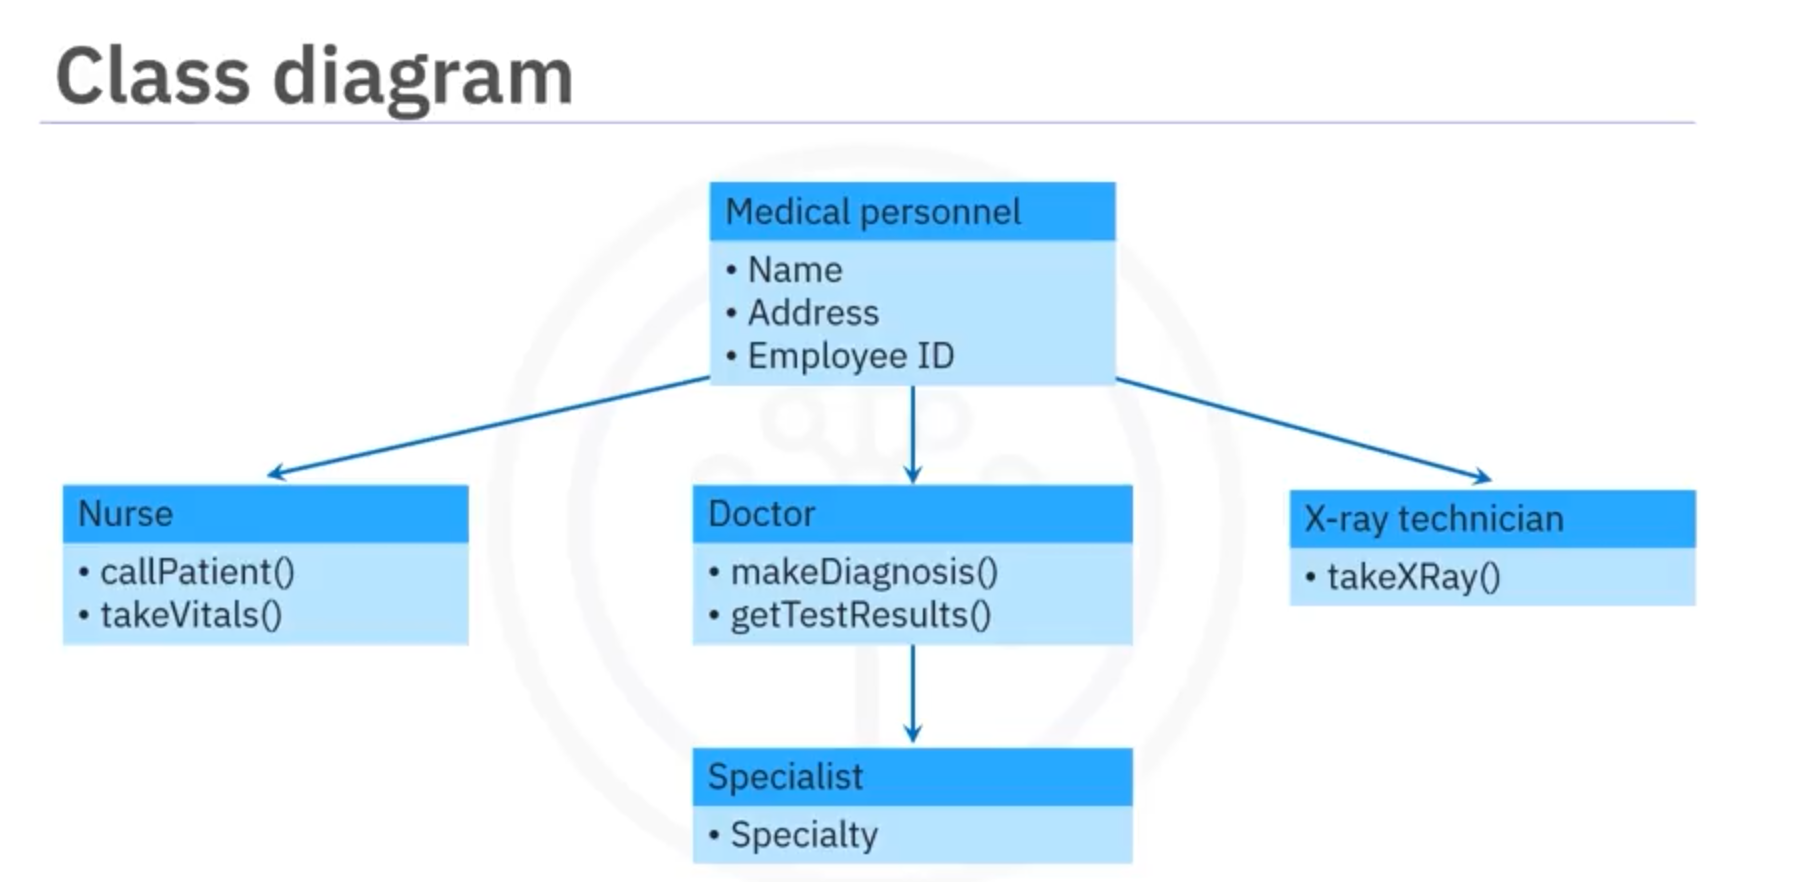 Class diagram
Medical personnel
• Name
• Address
• Employee ID
Nurse
• callPatient()
• takeVitals()
Doctor
• makeDiagnosis()
• getTestResults()
X-ray technician
• takeXRay()
Specialist
• Specialty